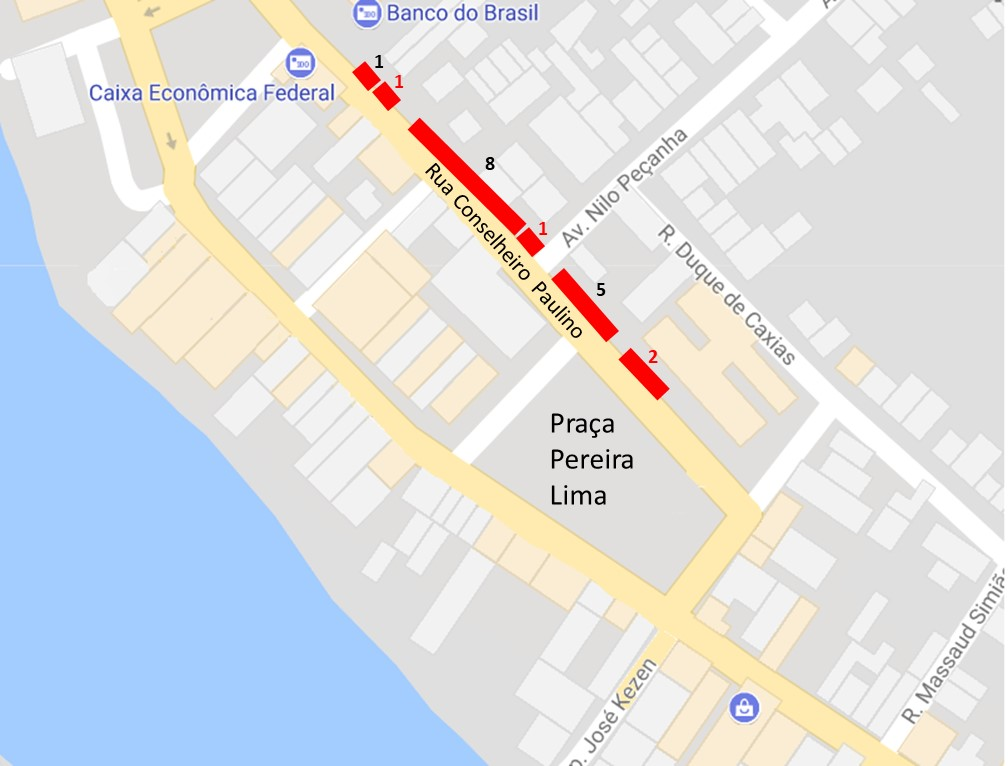 Banco do Brasil
1
Caixa Econômica Federal
1
8
Av. Nilo Peçanha
Rua Conselheiro Paulino
1
R. Duque de Caxias
5
2
Praça
Pereira
Lima
R. Massaud Simiã
José Kezen